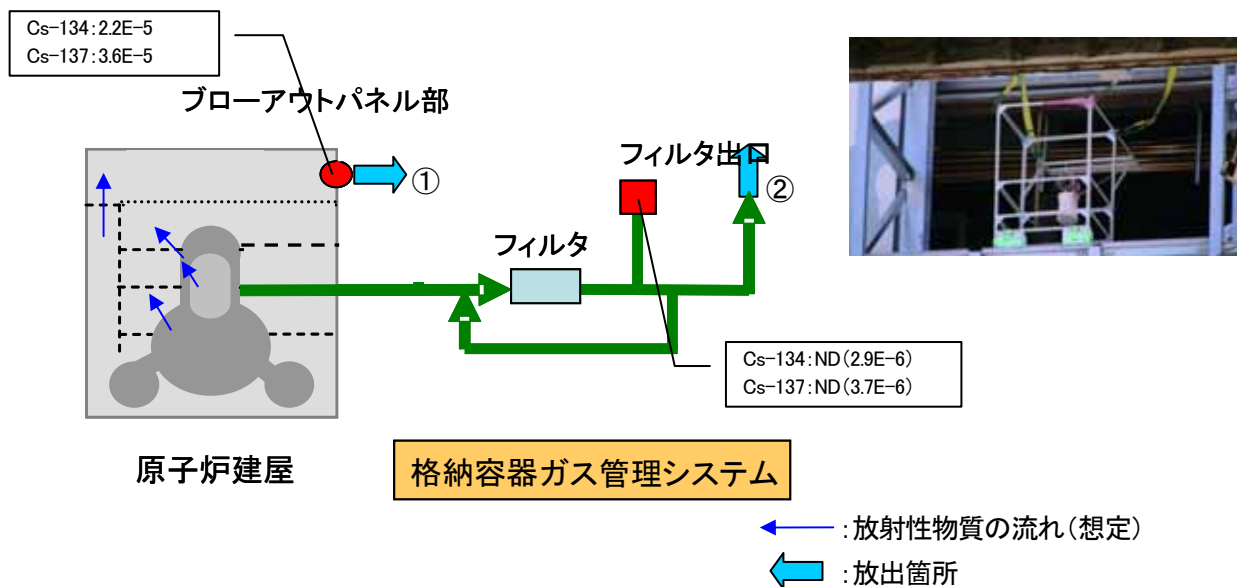 Cs-134:2.2E-5
Cs-137:3.6E-5
ブローアウトパネル部
①
フィルタ出口
②
フィルタ
Cs-134:ND(2.9E-6)
Cs-137:ND(3.7E-6)
原子炉建屋
格納容器ガス管理システム
:放射性物質の流れ(想定)
:放出箇所